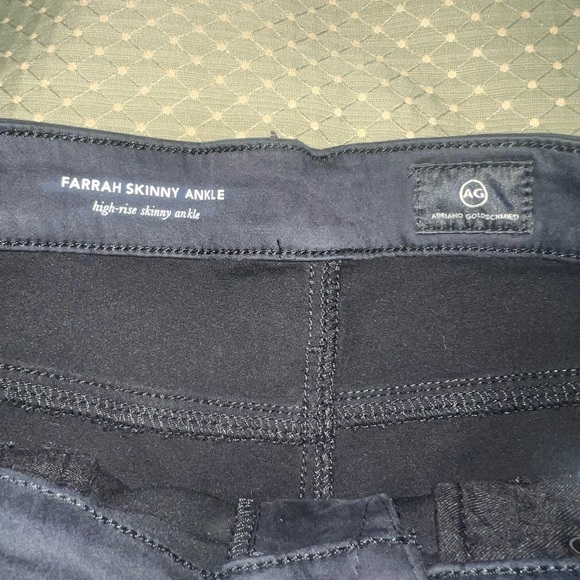 FARRAH SKINNY ANKLE
high-rise skinny ankle
AG
ADRIANO GOLDSCHMIED